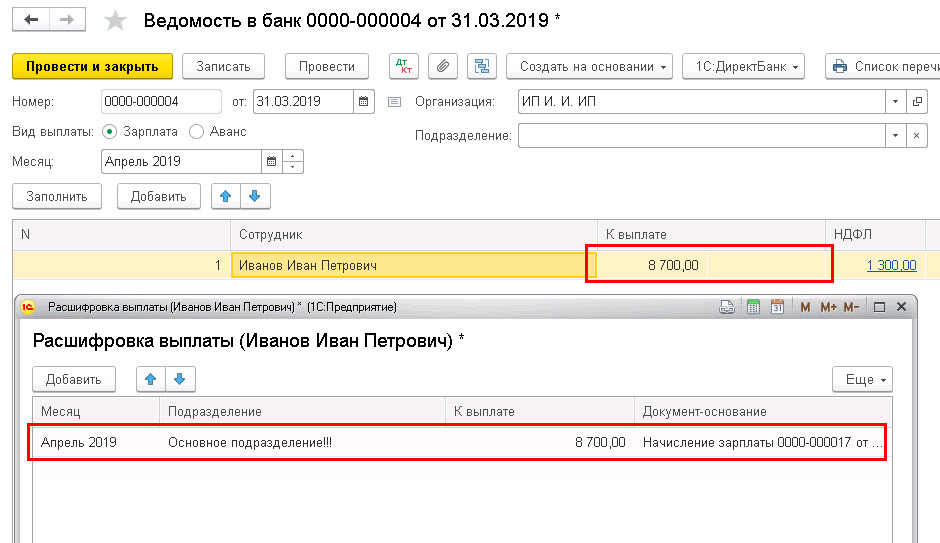 Ведомость в банк 0000-000004 от 31.03.2019 *
Провести и закрыть Записать Провести Дт Кт Создать на основании 1С:ДиректБанк Список перечи
Номер: 0000-000004 от: 31.03.2019 Организация: ИП И. И. ИП
Вид выплаты: Зарплата Аванс Подразделение:
Месяц: Апрель 2019
Заполнить Добавить
N Сотрудник К выплате НДФЛ
1 Иванов Иван Петрович 8 700,00 1 300,00
1С Расшифровка выплаты (Иванов Иван Петрович) * (1С:Предприятие) 31 M M+ M-
Расшифровка выплаты (Иванов Иван Петрович) *
Добавить Еще
Месяц Подразделение К выплате Документ-основание
Апрель 2019 Основное подразделение!!! 8 700,00 Начисление зарплаты 0000-000017 от ...